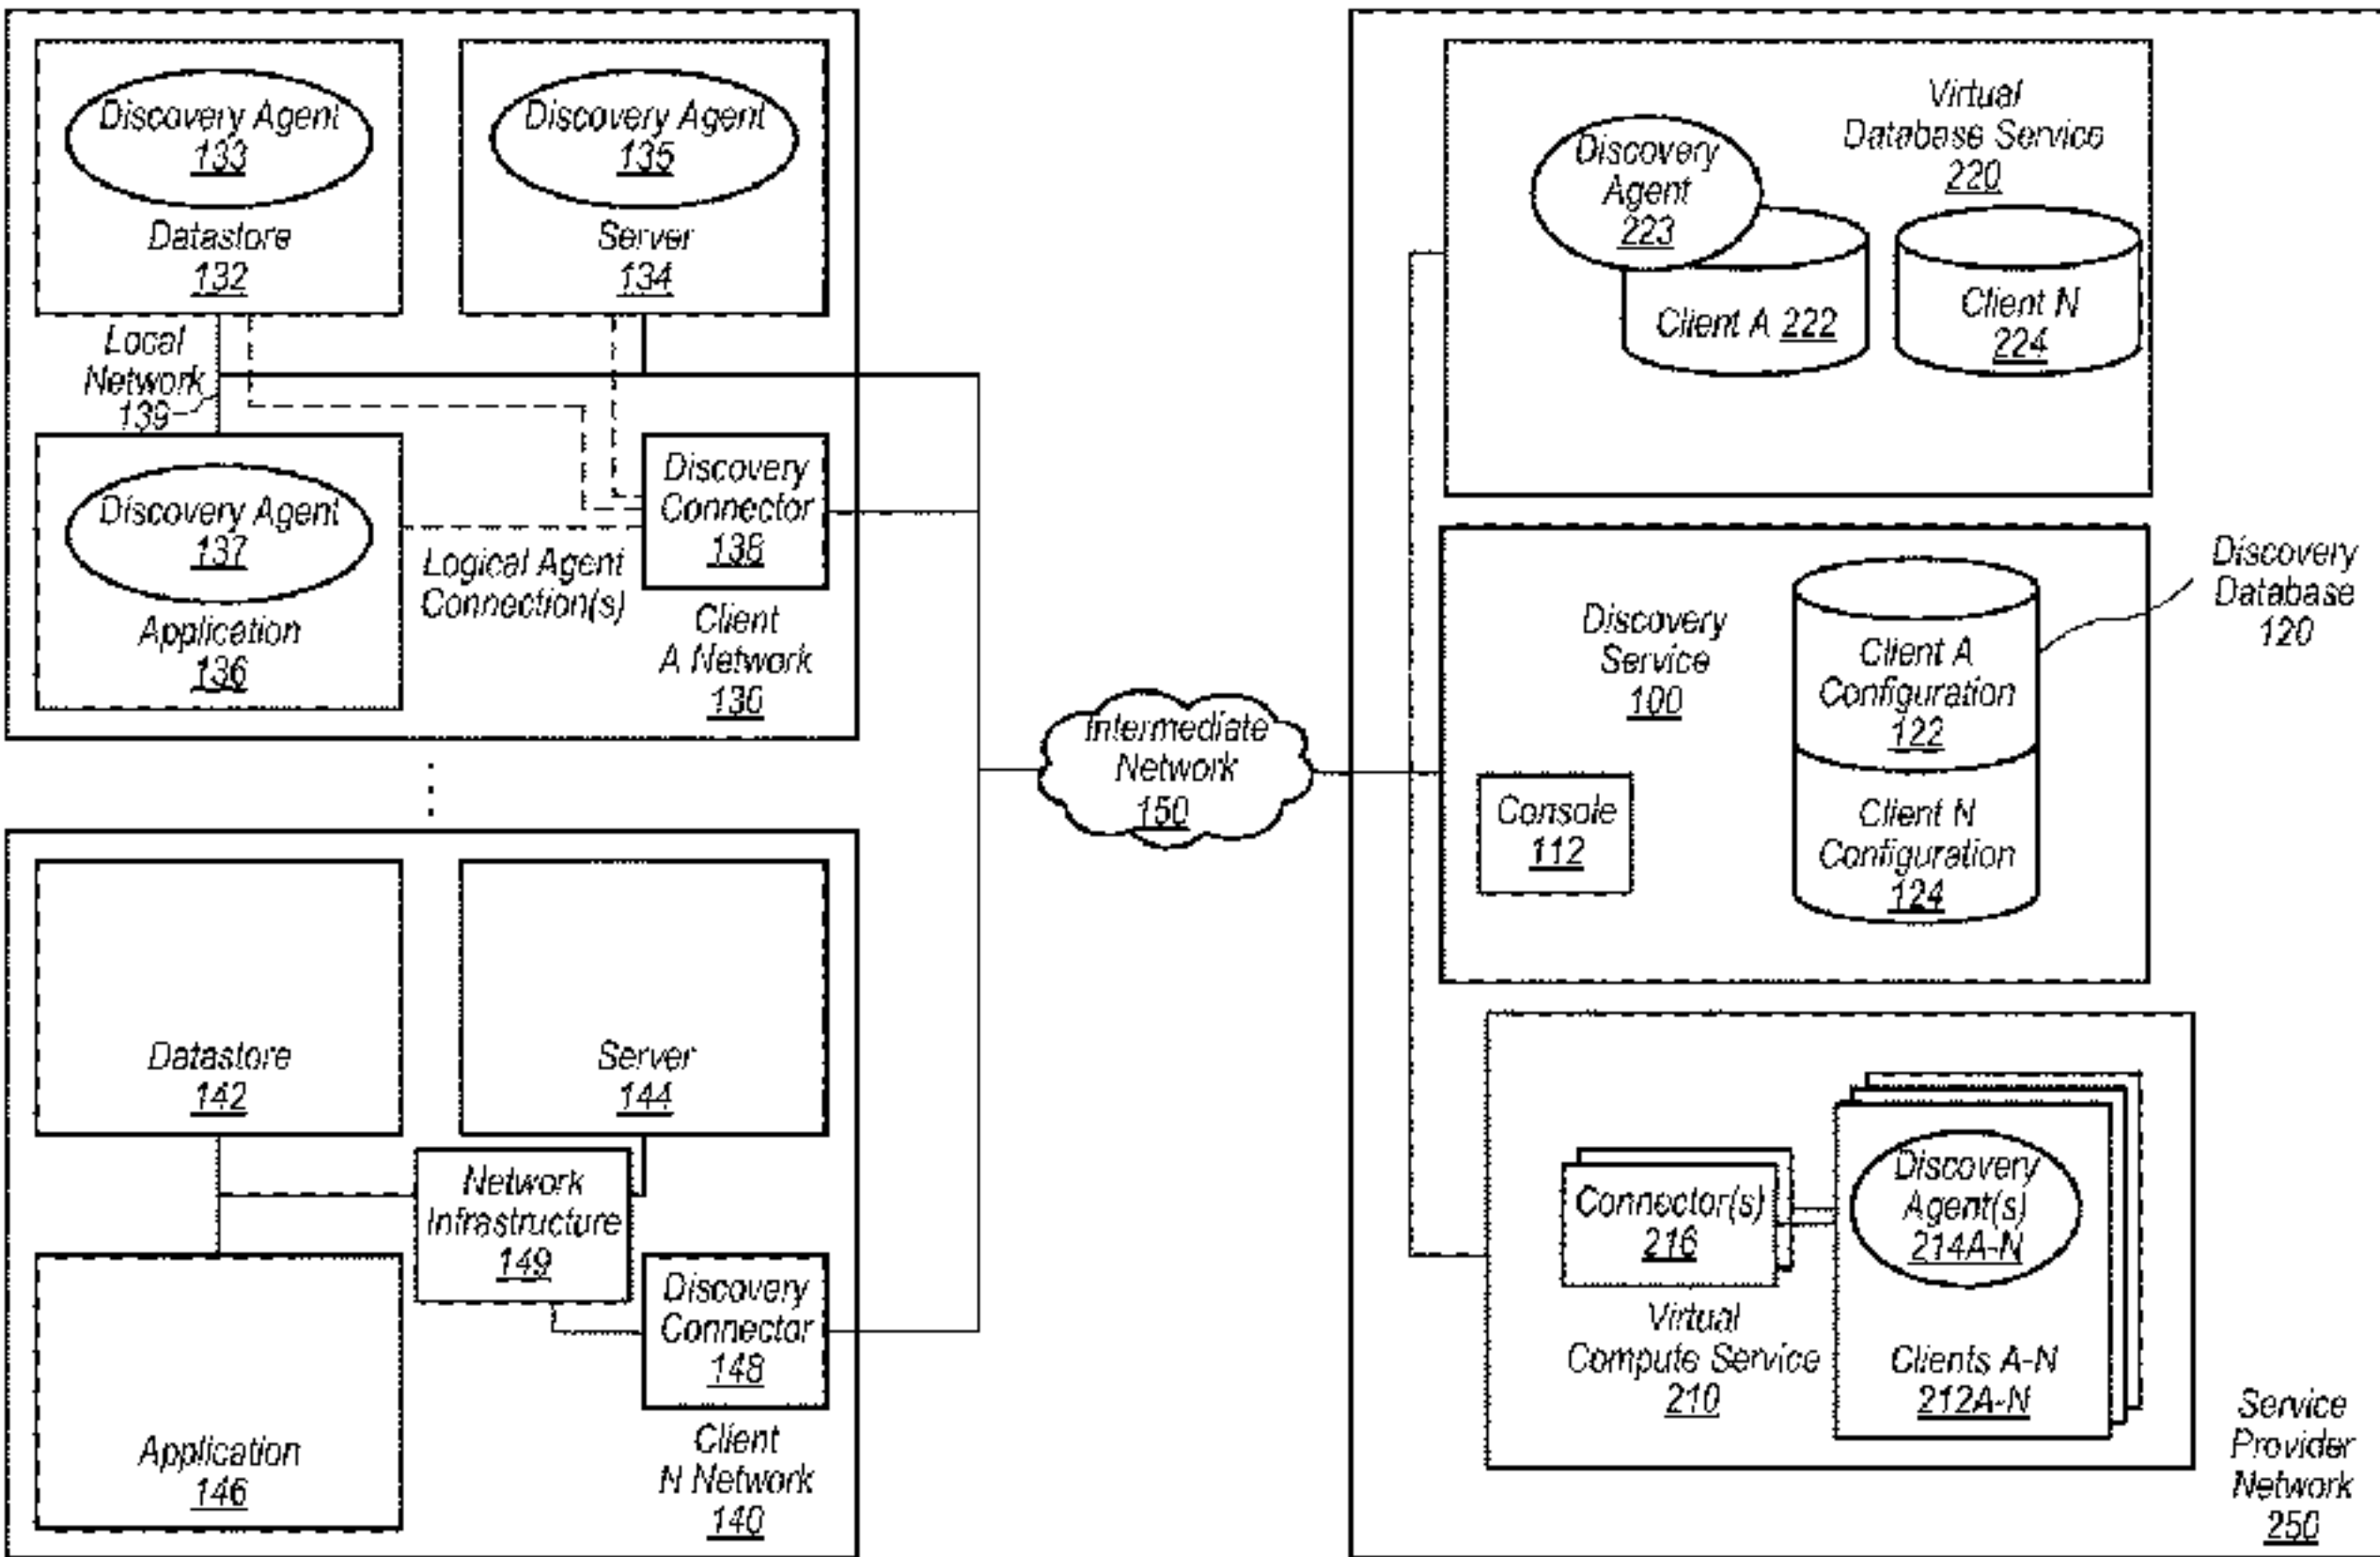 Discovery Agent
133
Datastore
132
Discovery Agent
135
Server
134
Local
Network
139
Discovery Agent
137
Application
136
Logical Agent
Connection(s)
Discovery
Connector
138
Client
A Network
130
Datastore
142
Server
144
Network
Infrastructure
149
Application
146
Discovery
Connector
148
Client
N Network
140
Intermediate
Network
150
Virtual
Database Service
220
Discovery
Agent
223
Client A 222
Client N
224
Discovery
Service
100
Console
112
Client A
Configuration
122
Client N
Configuration
124
Discovery
Database
120
Connector(s)
216
Virtual
Compute Service
210
Discovery
Agent(s)
214A-N
Clients A-N
212A-N
Service
Provider
Network
250